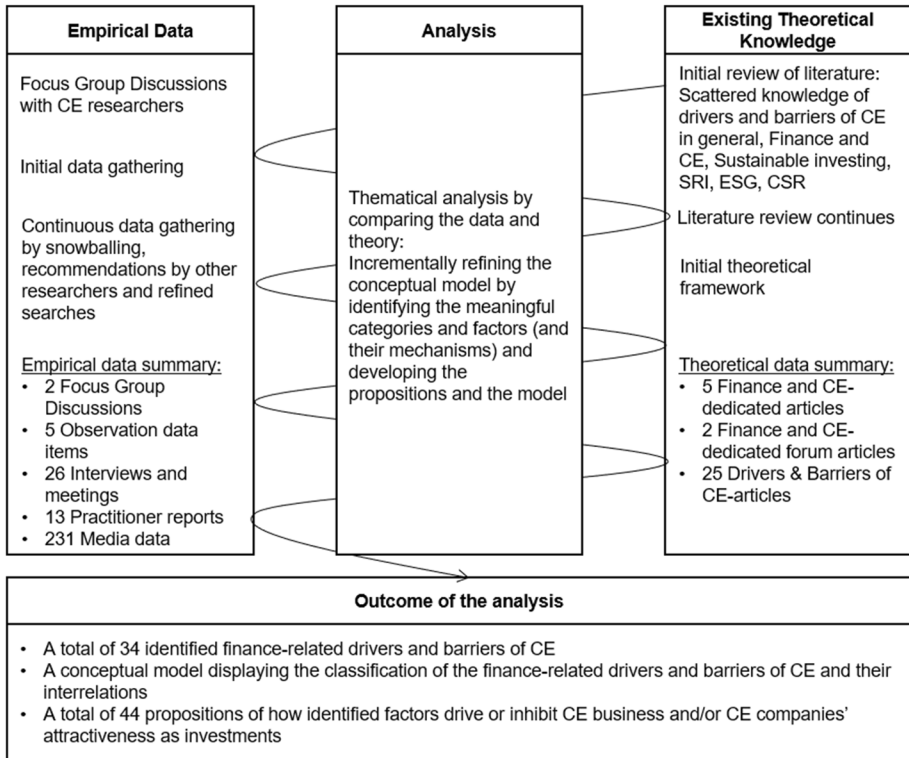 Empirical Data
Focus Group Discussions
with CE researchers
Initial data gathering
Continuous data gathering
by snowballing,
recommendations by other
researchers and refined
searches
Empirical data summary:
• 2 Focus Group
Discussions
• 5 Observation data
items
• 26 Interviews and
meetings
• 13 Practitioner reports
• 231 Media data
Analysis
Thematical analysis by
comparing the data and
theory:
Incrementally refining the
conceptual model by
identifying the meaningful
categories and factors (and
their mechanisms) and
developing the
propositions and the model
Existing Theoretical
Knowledge
Initial review of literature:
Scattered knowledge of
drivers and barriers of CE
in general, Finance and
CE, Sustainable investing,
SRI, ESG, CSR
Literature review continues
Initial theoretical
framework
Theoretical data summary:
• 5 Finance and CE-
dedicated articles
• 2 Finance and CE-
dedicated forum articles
• 25 Drivers & Barriers of
CE-articles
Outcome of the analysis
• A total of 34 identified finance-related drivers and barriers of CE
• A conceptual model displaying the classification of the finance-related drivers and barriers of CE and their
interrelations
• A total of 44 propositions of how identified factors drive or inhibit CE business and/or CE companies’
attractiveness as investments